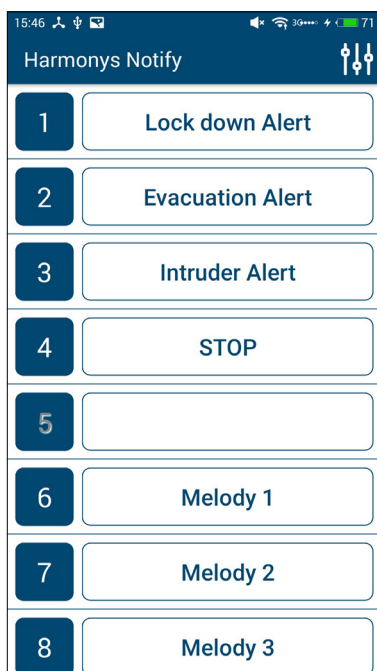 15:46 3G 71
Harmonys Notify
1 Lock down Alert
2 Evacuation Alert
3 Intruder Alert
4 STOP
5
6 Melody 1
7 Melody 2
8 Melody 3